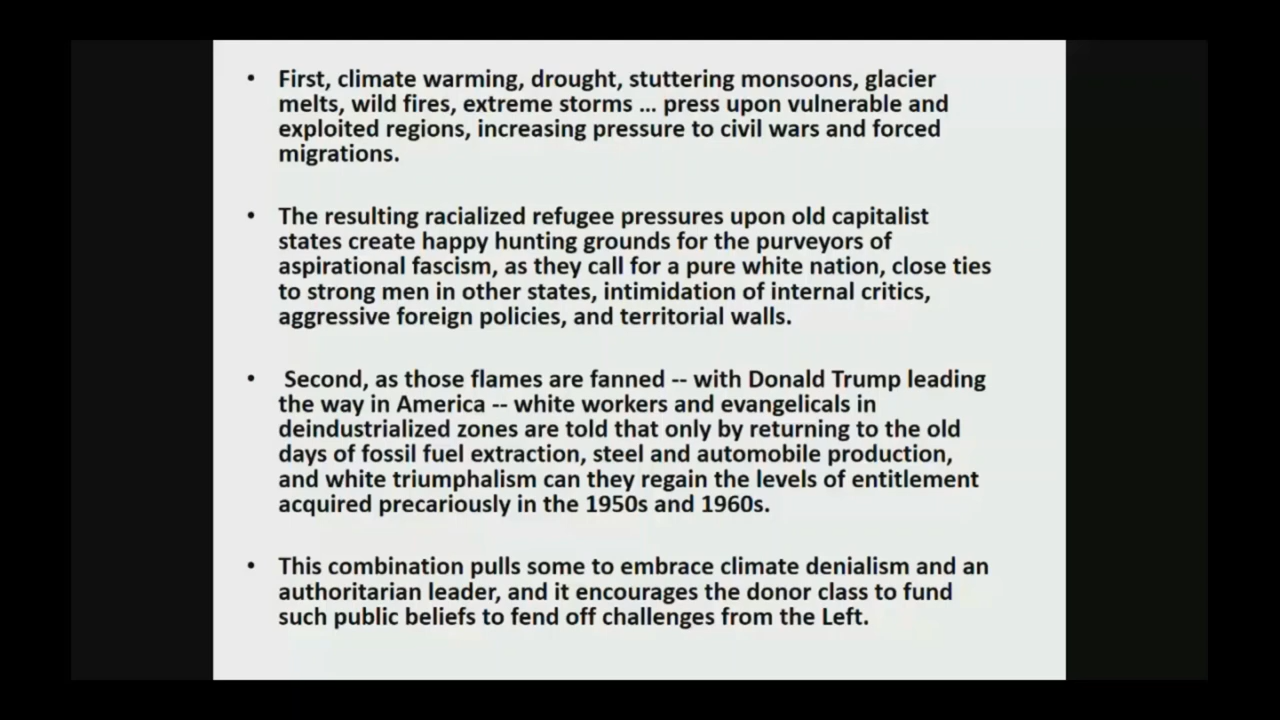 • First, climate warming, drought, stuttering monsoons, glacier
melts, wild fires, extreme storms ... press upon vulnerable and
exploited regions, increasing pressure to civil wars and forced
migrations.
• The resulting racialized refugee pressures upon old capitalist
states create happy hunting grounds for the purveyors of
aspirational fascism, as they call for a pure white nation, close ties
to strong men in other states, intimidation of internal critics,
aggressive foreign policies, and territorial walls.
• Second, as those flames are fanned -- with Donald Trump leading
the way in America -- white workers and evangelicals in
deindustrialized zones are told that only by returning to the old
days of fossil fuel extraction, steel and automobile production,
and white triumphalism can they regain the levels of entitlement
acquired precariously in the 1950s and 1960s.
• This combination pulls some to embrace climate denialism and an
authoritarian leader, and it encourages the donor class to fund
such public beliefs to fend off challenges from the Left.